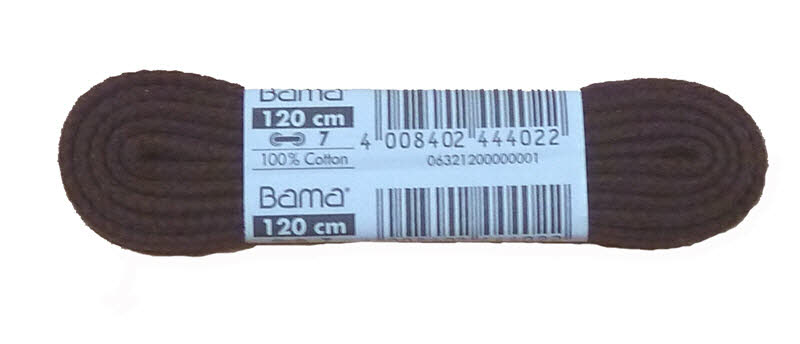 Bama
120 cm
7
100% Cotton
4 008402 444022
06321200000001
Bama®
120 cm